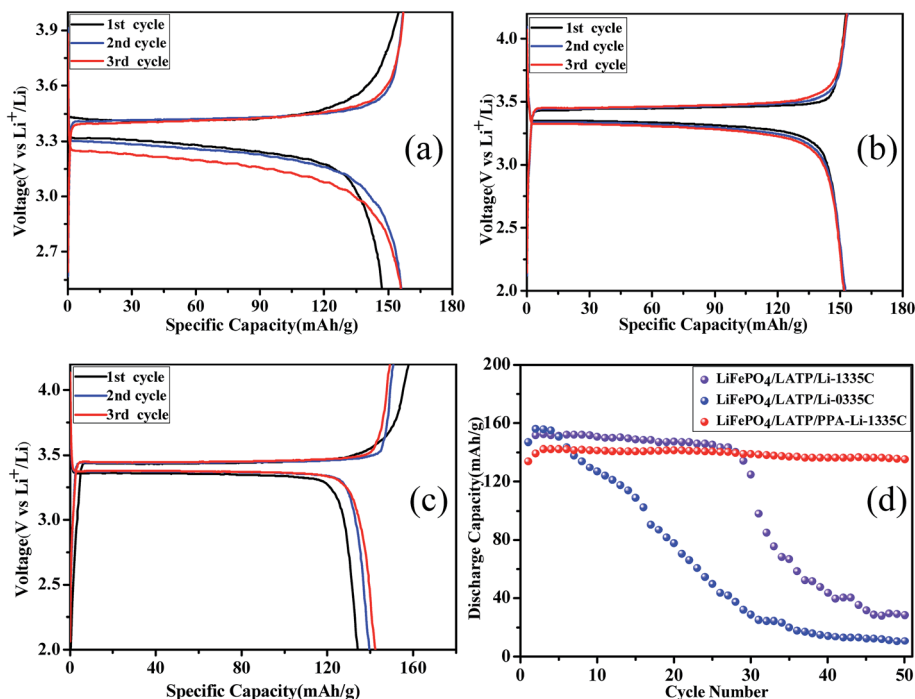 (a)
1st cycle
2nd cycle
3rd cycle
Voltage(V vs Li⁺/Li)
3.9
3.6
3.3
3.0
2.7
0 30 60 90 120 150 180
Specific Capacity(mAh/g)
(b)
1st cycle
2nd cycle
3rd cycle
Voltage(V vs Li⁺/Li)
4.0
3.5
3.0
2.5
2.0
0 30 60 90 120 150 180
Specific Capacity(mAh/g)
(c)
1st cycle
2nd cycle
3rd cycle
Voltage(V vs Li⁺/Li)
4.0
3.5
3.0
2.5
2.0
0 40 80 120 160
Specific Capacity(mAh/g)
(d)
LiFePO₄/LATP/Li-1335C
LiFePO₄/LATP/Li-0335C
LiFePO₄/LATP/PPA-Li-1335C
Discharge Capacity(mAh/g)
200
160
120
80
40
0
0 10 20 30 40 50
Cycle Number